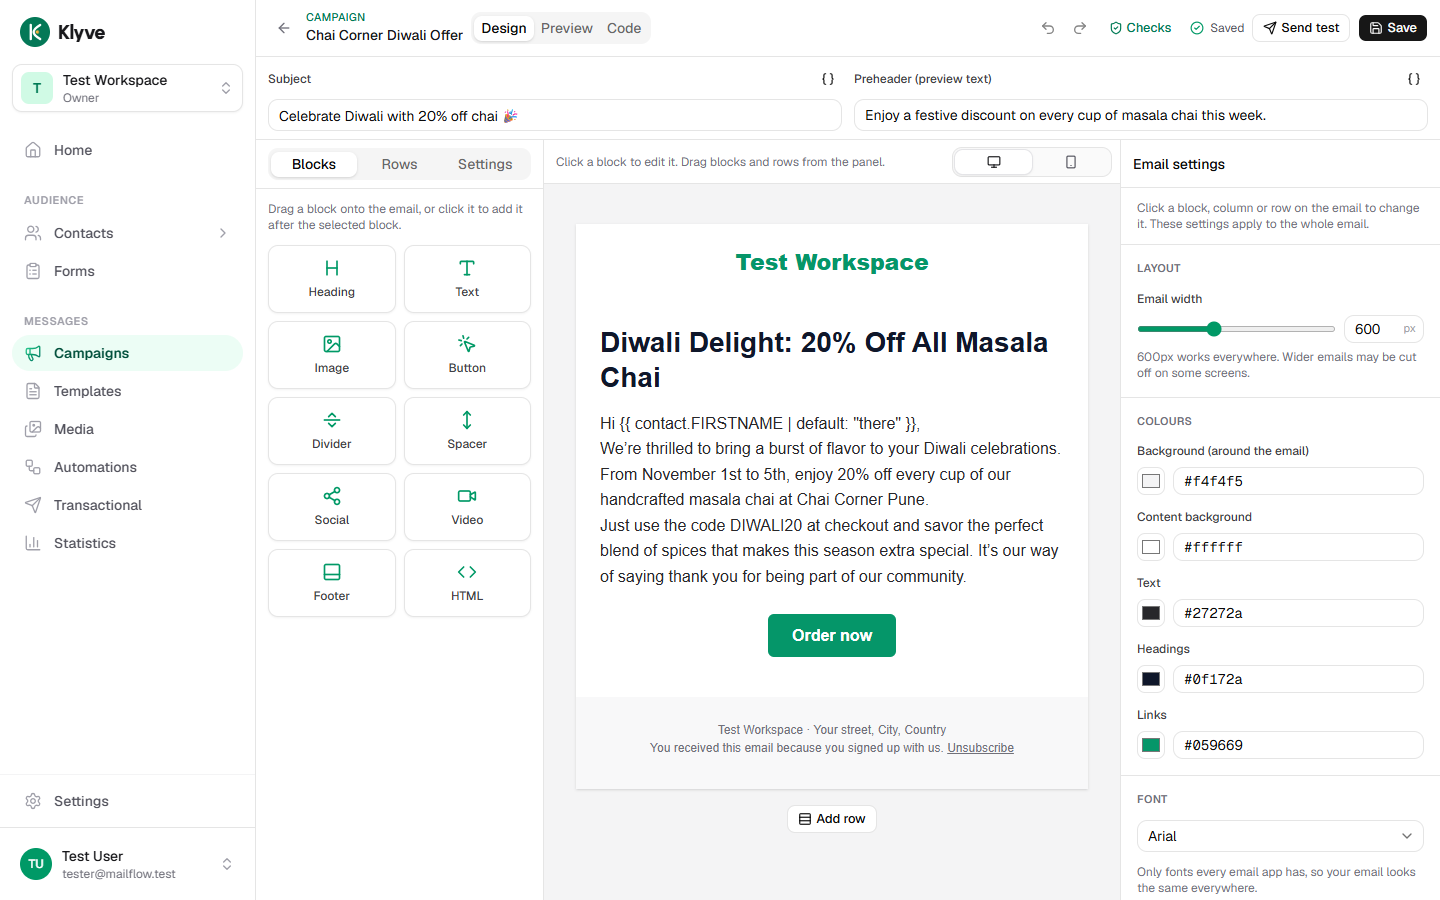 Klyve
T
Test Workspace
Owner
Home
AUDIENCE
Contacts
Forms
MESSAGES
Campaigns
Templates
Media
Automations
Transactional
Statistics
Settings
TU
Test User
tester@mailflow.test
CAMPAIGN
Chai Corner Diwali Offer
Design
Preview
Code
Checks
Saved
Send test
Save
Subject
{ }
Celebrate Diwali with 20% off chai 🎉
Preheader (preview text)
{ }
Enjoy a festive discount on every cup of masala chai this week.
Blocks
Rows
Settings
Drag a block onto the email, or click it to add it
after the selected block.
Heading
Text
Image
Button
Divider
Spacer
Social
Video
Footer
HTML
Click a block to edit it. Drag blocks and rows from the panel.
Test Workspace
Diwali Delight: 20% Off All Masala
Chai
Hi {{ contact.FIRSTNAME | default: "there" }},
We’re thrilled to bring a burst of flavor to your Diwali celebrations.
From November 1st to 5th, enjoy 20% off every cup of our
handcrafted masala chai at Chai Corner Pune.
Just use the code DIWALI20 at checkout and savor the perfect
blend of spices that makes this season extra special. It’s our way
of saying thank you for being part of our community.
Order now
Test Workspace · Your street, City, Country
You received this email because you signed up with us. Unsubscribe
Add row
Email settings
Click a block, column or row on the email to change
it. These settings apply to the whole email.
LAYOUT
Email width
600 px
600px works everywhere. Wider emails may be cut
off on some screens.
COLOURS
Background (around the email)
#f4f4f5
Content background
#ffffff
Text
#27272a
Headings
#0f172a
Links
#059669
FONT
Arial
Only fonts every email app has, so your email looks
the same everywhere.